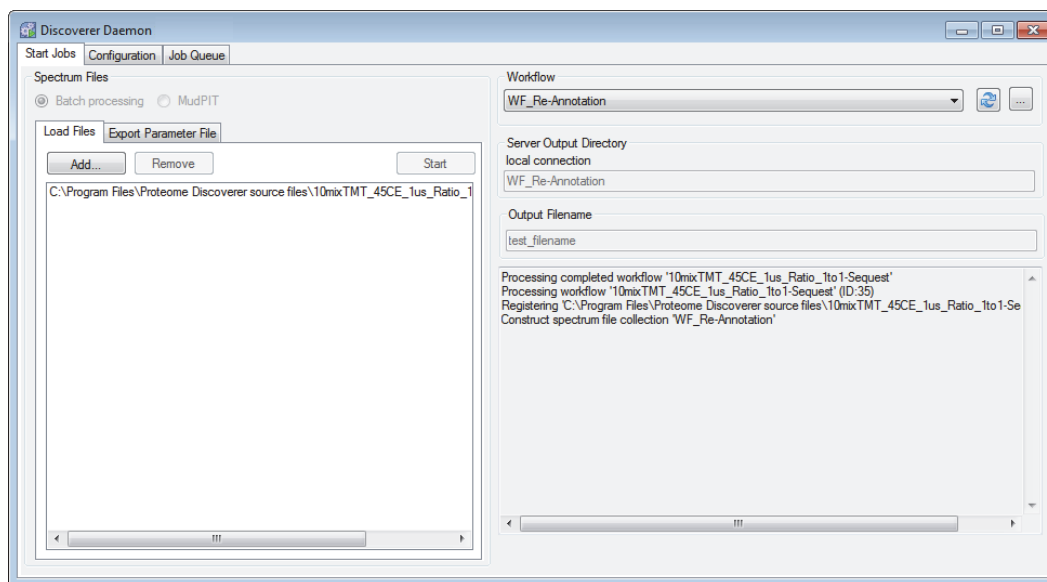 Discoverer Daemon
Start Jobs Configuration Job Queue
Spectrum Files
Batch processing MudPIT
Load Files Export Parameter File
Add... Remove Start
C:\Program Files\Proteome Discoverer source files\10mixTMT_45CE_1us_Ratio_1
Workflow
WF_Re-Annotation ...
Server Output Directory
local connection
WF_Re-Annotation
Output Filename
test_filename
Processing completed workflow '10mixTMT_45CE_1us_Ratio_1to1-Sequest'
Processing workflow '10mixTMT_45CE_1us_Ratio_1to1-Sequest' (ID:35)
Registering 'C:\Program Files\Proteome Discoverer source files\10mixTMT_45CE_1us_Ratio_1to1-Se
Construct spectrum file collection 'WF_Re-Annotation'